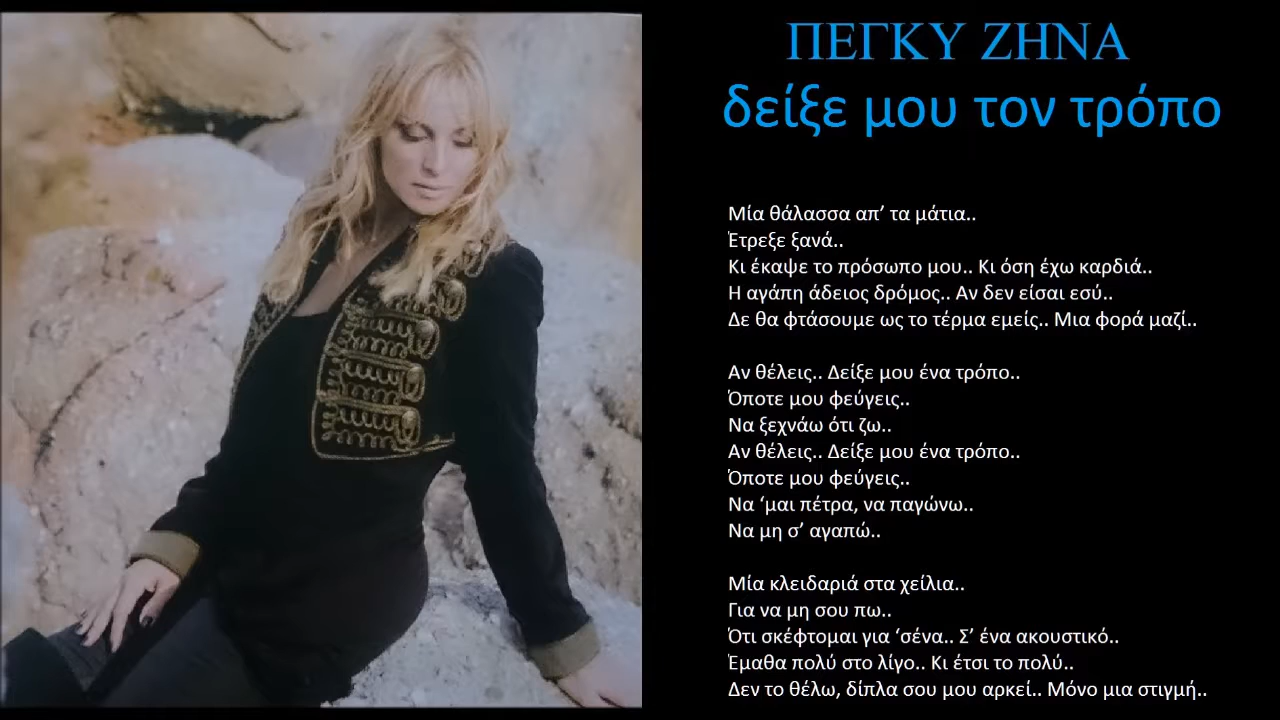 ΠΕΓΚΥ ΖΗΝΑ
δείξε μου τον τρόπο
Μία θάλασσα απ’ τα μάτια..
Έτρεξε ξανά..
Κι έκαψε το πρόσωπο μου.. Κι όση έχω καρδιά..
Η αγάπη άδειος δρόμος.. Αν δεν είσαι εσύ..
Δε θα φτάσουμε ως το τέρμα εμείς.. Μια φορά μαζί..
Αν θέλεις.. Δείξε μου ένα τρόπο..
Όποτε μου φεύγεις..
Να ξεχνάω ότι ζω..
Αν θέλεις.. Δείξε μου ένα τρόπο..
Όποτε μου φεύγεις..
Να ‘μαι πέτρα, να παγώνω..
Να μη σ’ αγαπώ..
Μία κλειδαριά στα χείλια..
Για να μη σου πω..
Ότι σκέφτομαι για ‘σένα.. Σ’ ένα ακουστικό..
Έμαθα πολύ στο λίγο.. Κι έτσι το πολύ..
Δεν το θέλω, δίπλα σου μου αρκεί.. Μόνο μια στιγμή..